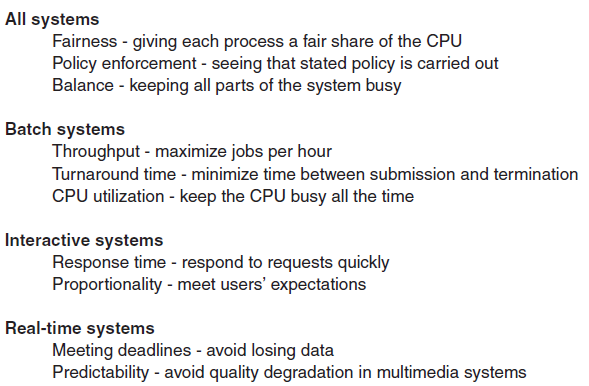 All systems
Fairness - giving each process a fair share of the CPU
Policy enforcement - seeing that stated policy is carried out
Balance - keeping all parts of the system busy
Batch systems
Throughput - maximize jobs per hour
Turnaround time - minimize time between submission and termination
CPU utilization - keep the CPU busy all the time
Interactive systems
Response time - respond to requests quickly
Proportionality - meet users’ expectations
Real-time systems
Meeting deadlines - avoid losing data
Predictability - avoid quality degradation in multimedia systems